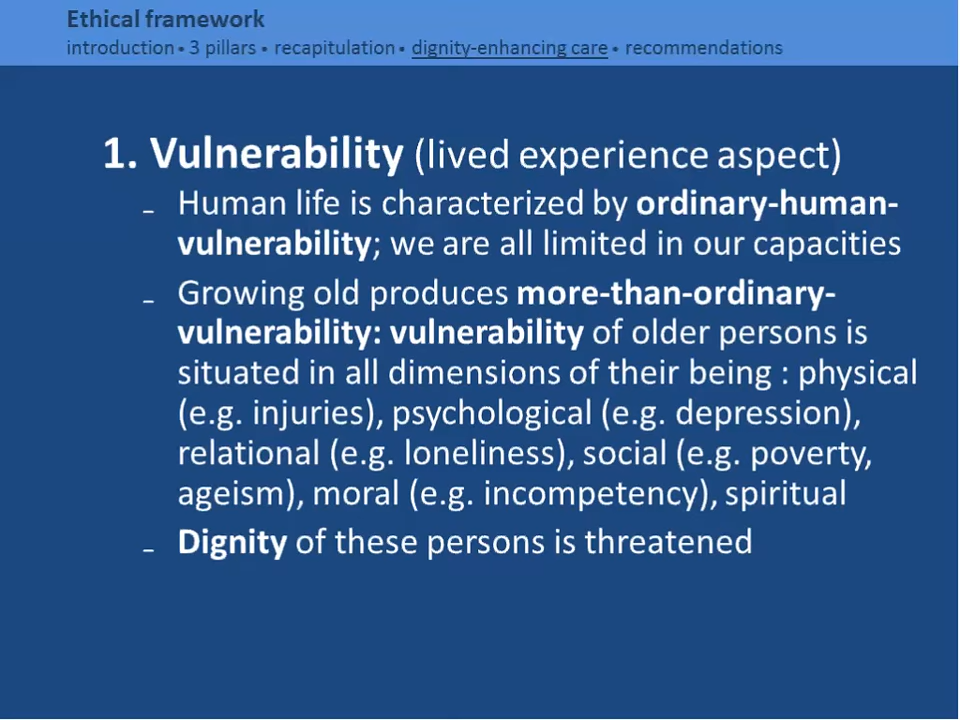 Ethical framework
introduction • 3 pillars • recapitulation • dignity-enhancing care • recommendations
1. Vulnerability (lived experience aspect)
– Human life is characterized by ordinary-human-
vulnerability; we are all limited in our capacities
– Growing old produces more-than-ordinary-
vulnerability: vulnerability of older persons is
situated in all dimensions of their being : physical
(e.g. injuries), psychological (e.g. depression),
relational (e.g. loneliness), social (e.g. poverty,
ageism), moral (e.g. incompetency), spiritual
– Dignity of these persons is threatened